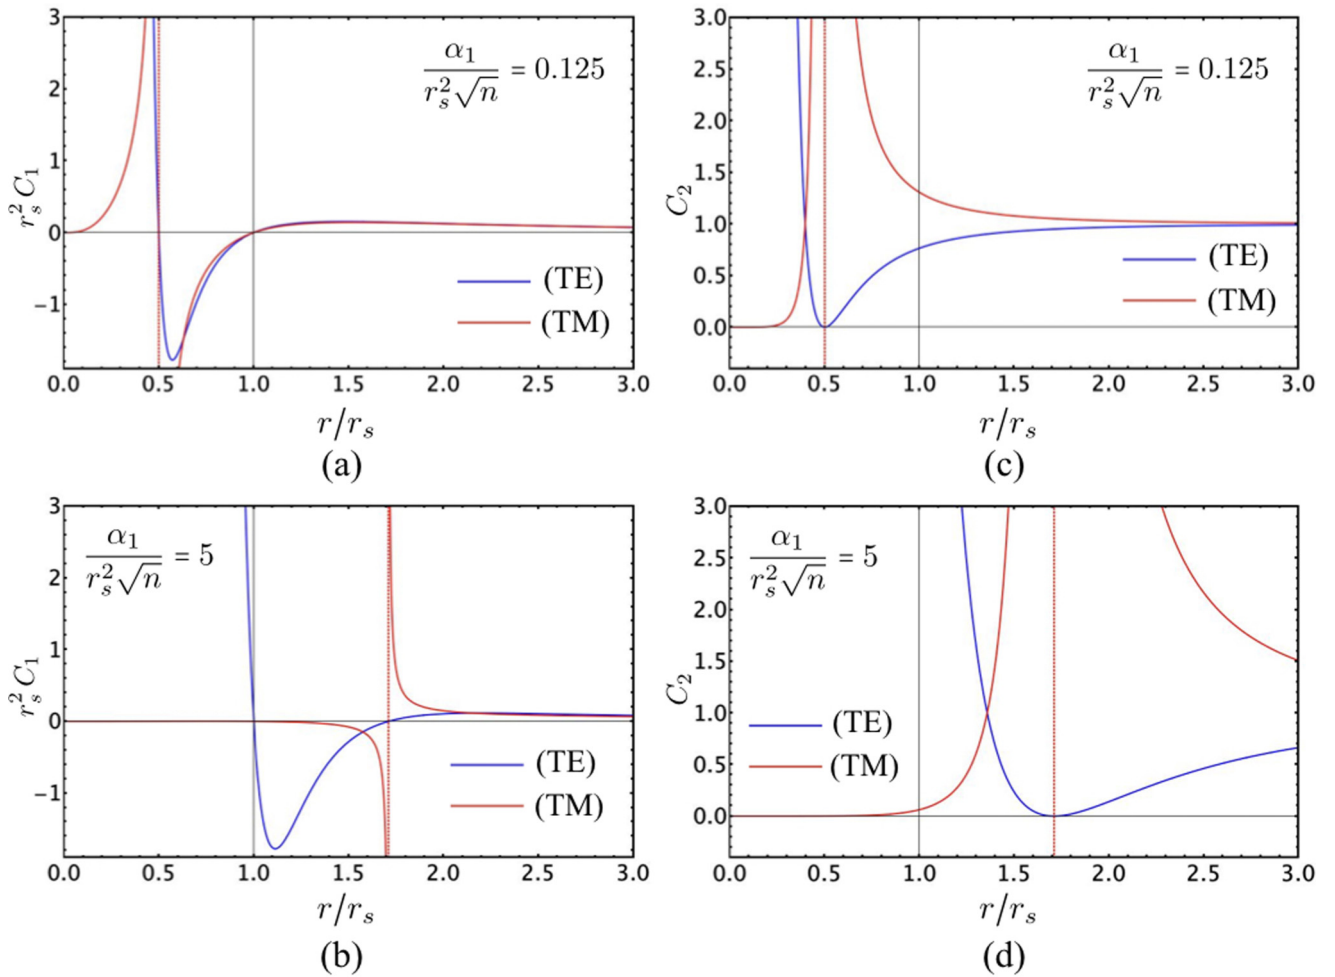 3
2
1
0
−1
r_s^2 C_1
α_1 / (r_s^2 √n) = 0.125
(TE)
(TM)
0.0 0.5 1.0 1.5 2.0 2.5 3.0
r/r_s
(a)
3.0
2.5
2.0
1.5
1.0
0.5
0.0
C_2
α_1 / (r_s^2 √n) = 0.125
(TE)
(TM)
0.0 0.5 1.0 1.5 2.0 2.5 3.0
r/r_s
(c)
3
2
1
0
−1
r_s^2 C_1
α_1 / (r_s^2 √n) = 5
(TE)
(TM)
0.0 0.5 1.0 1.5 2.0 2.5 3.0
r/r_s
(b)
3.0
2.5
2.0
1.5
1.0
0.5
0.0
C_2
α_1 / (r_s^2 √n) = 5
(TE)
(TM)
0.0 0.5 1.0 1.5 2.0 2.5 3.0
r/r_s
(d)